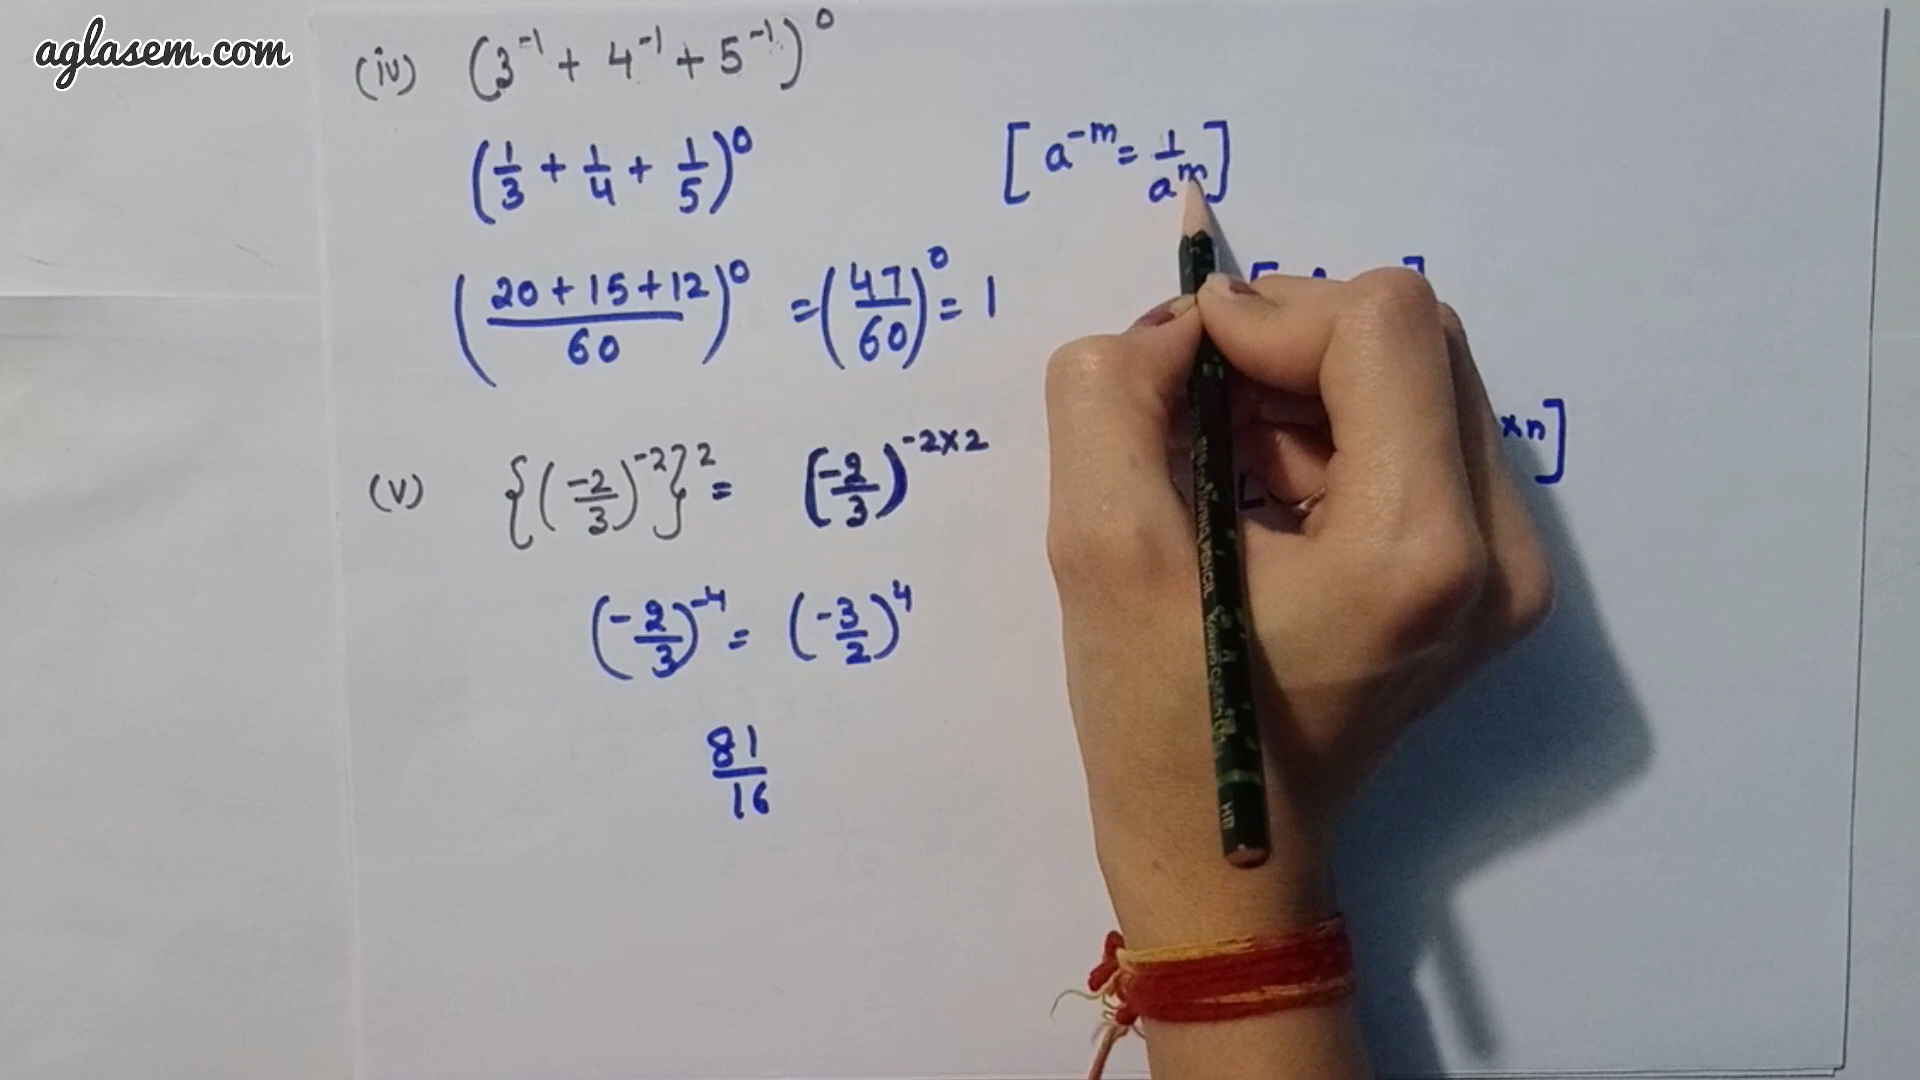 aglasem.com
(iv) (3⁻¹ + 4⁻¹ + 5⁻¹)⁰
(1/3 + 1/4 + 1/5)⁰ [a⁻ᵐ = 1/aᵐ]
((20+15+12)/60)⁰ = (47/60)⁰ = 1
(v) {(-2/3)⁻²}² = (-2/3)⁻²ˣ² ×n]
(-2/3)⁻⁴ = (-3/2)⁴
81/16
HB